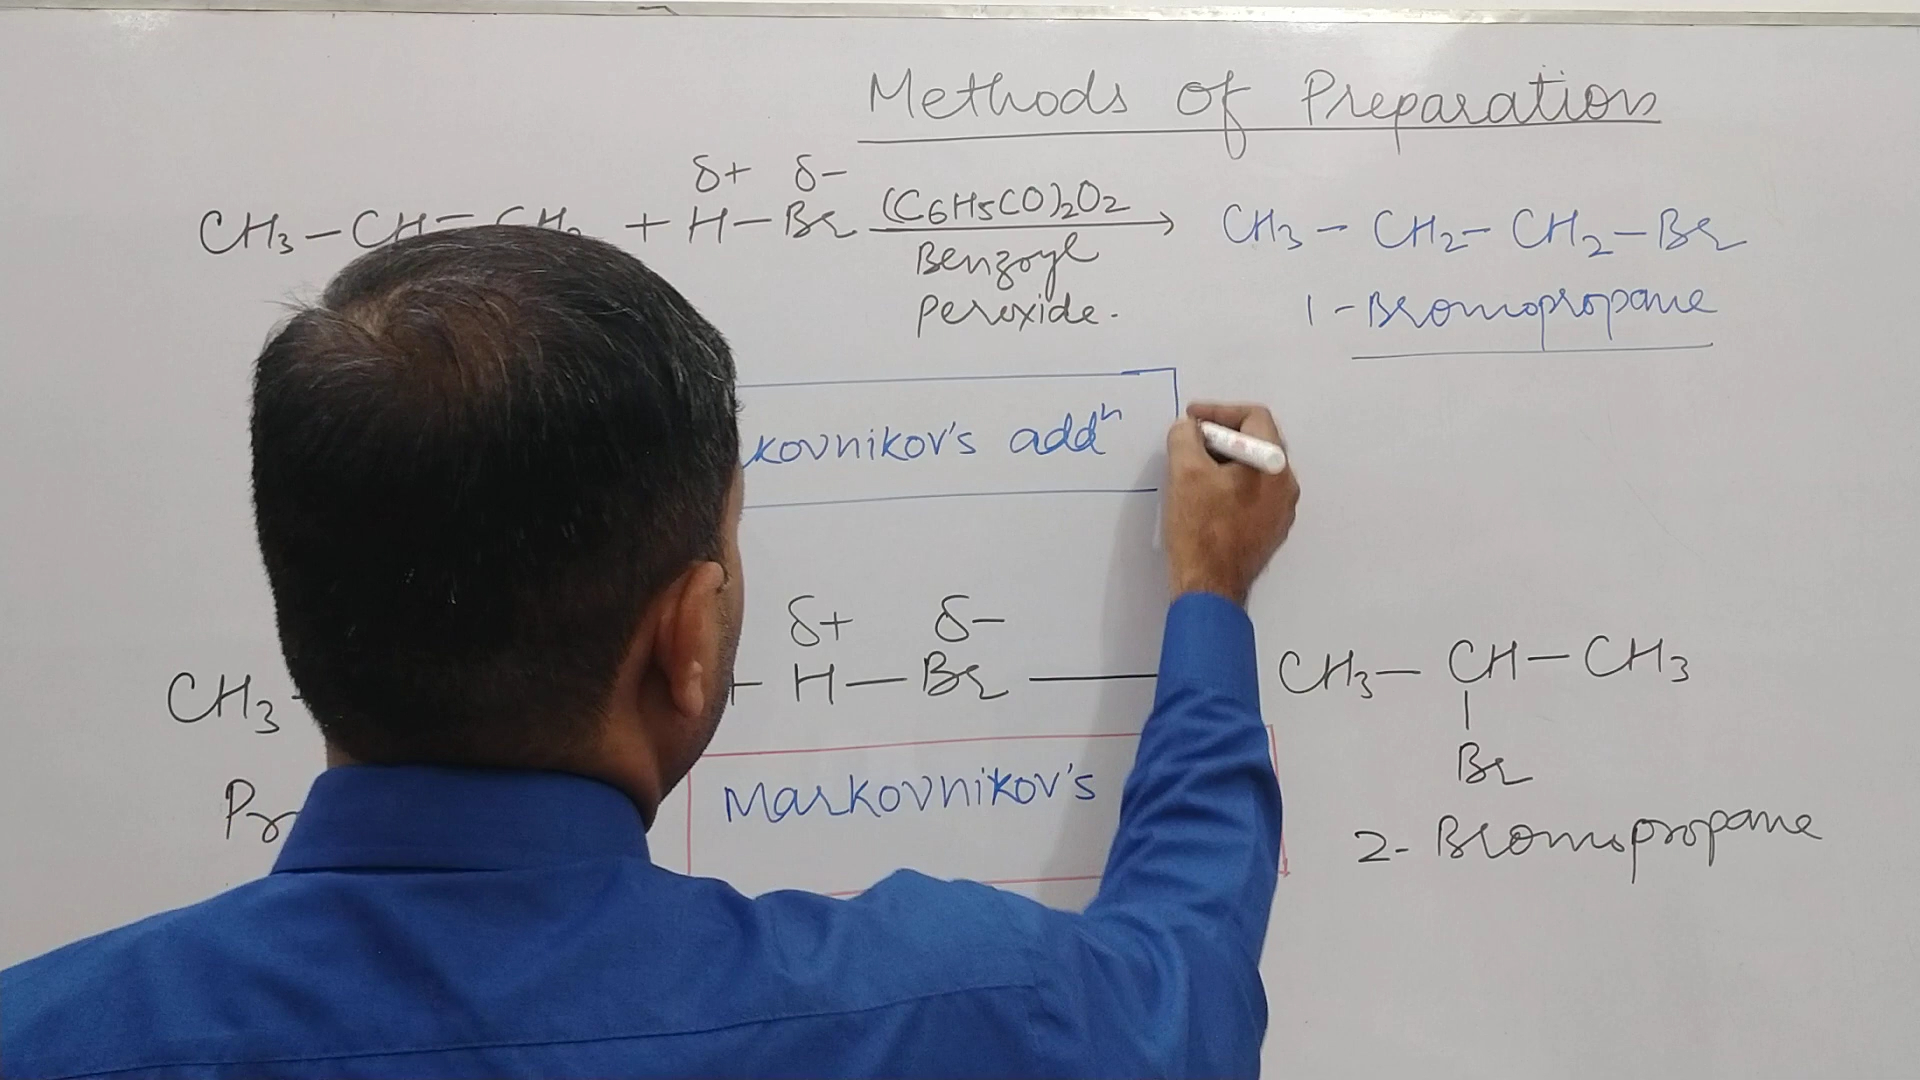 Methods of Preparation
δ+ δ-
CH3-CH=CH2 + H-Br (C6H5CO)2O2 → CH3-CH2-CH2-Br
Benzoyl
Peroxide.
1-Bromopropane
kovnikov's addn
δ+ δ-
CH3- + H-Br — CH3-CH-CH3
Br
Pr
Markovnikov's
2-Bromopropane